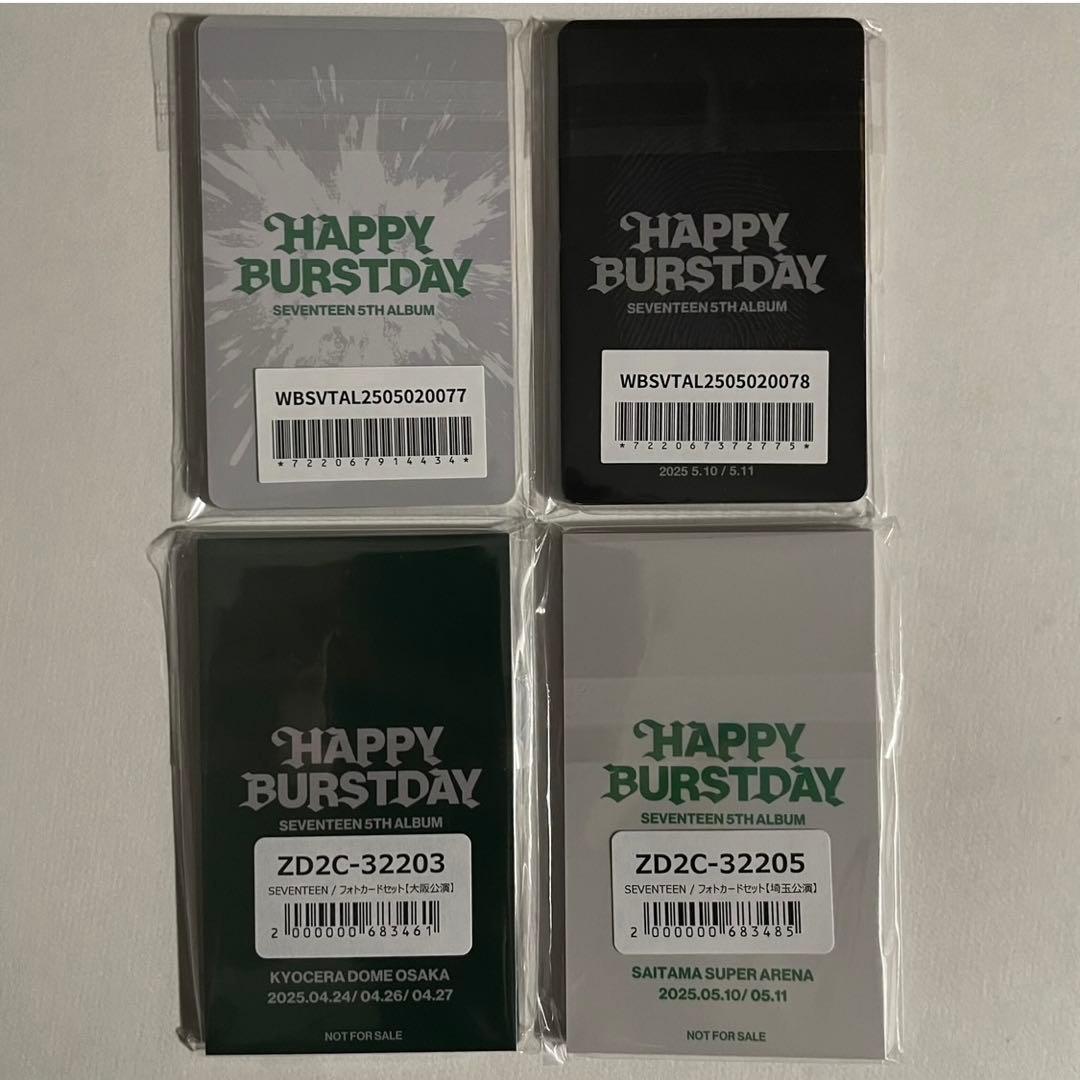 HAPPY
BURSTDAY
SEVENTEEN 5TH ALBUM
WBSVTAL2505020077
*722067914434*
HAPPY
BURSTDAY
SEVENTEEN 5TH ALBUM
WBSVTAL2505020078
*722067372775*
2025 5.10 / 5.11
HAPPY
BURSTDAY
SEVENTEEN 5TH ALBUM
ZD2C-32203
SEVENTEEN / フォトカードセット【大阪公演】
2 000000 683461
KYOCERA DOME OSAKA
2025.04.24/ 04.26/ 04.27
NOT FOR SALE
HAPPY
BURSTDAY
SEVENTEEN 5TH ALBUM
ZD2C-32205
SEVENTEEN / フォトカードセット【埼玉公演】
2 000000 683485
SAITAMA SUPER ARENA
2025.05.10/ 05.11
NOT FOR SALE